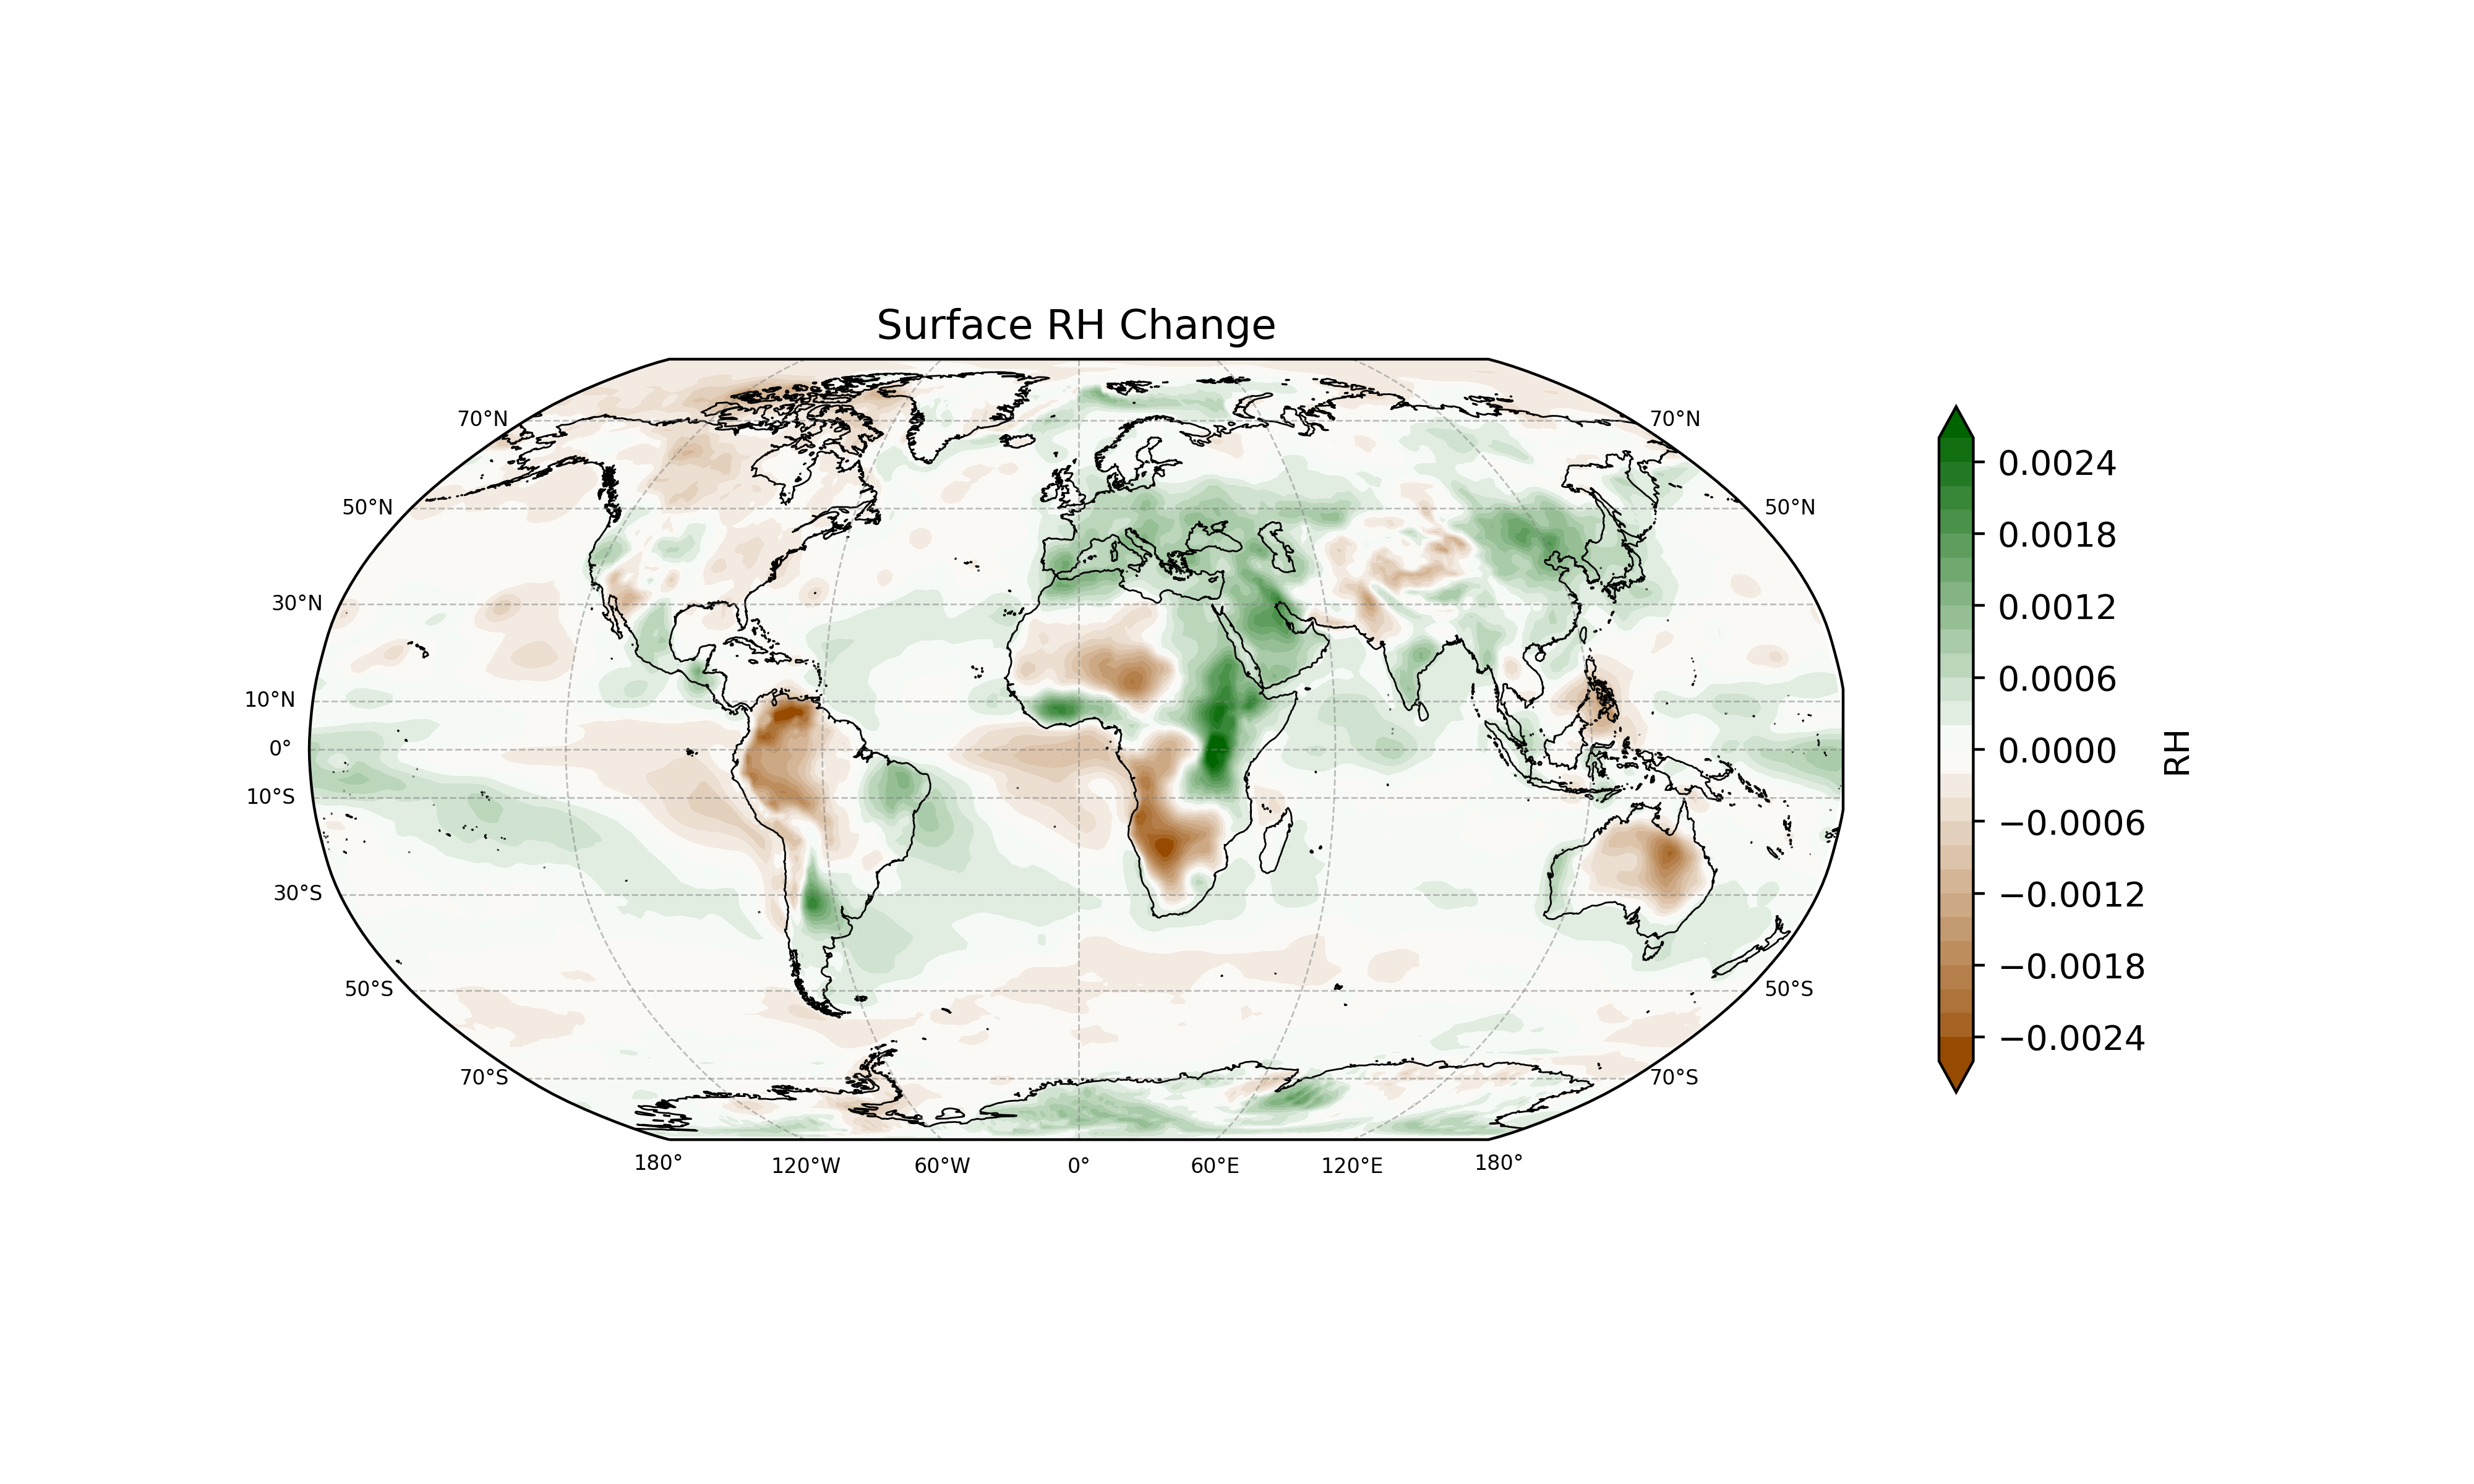 Surface RH Change
70°N
70°N
50°N
50°N
30°N
10°N
0°
10°S
30°S
50°S
50°S
70°S
70°S
180°
120°W
60°W
0°
60°E
120°E
180°
0.0024
0.0018
0.0012
0.0006
0.0000
−0.0006
−0.0012
−0.0018
−0.0024
RH